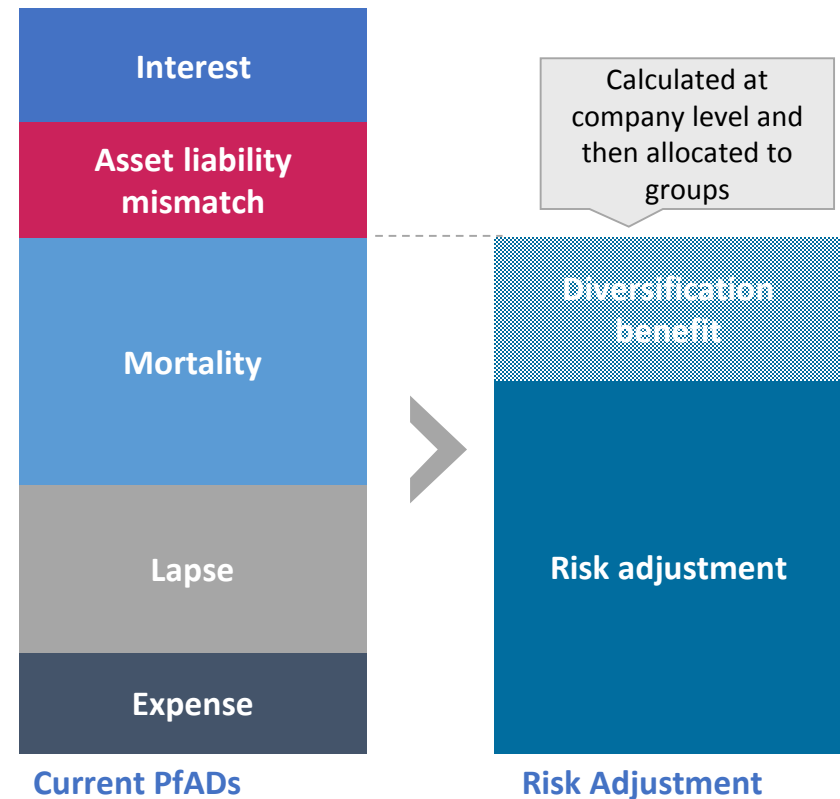 Interest
Asset liability
mismatch
Mortality
Lapse
Expense
Current PfADs
Calculated at
company level and
then allocated to
groups
Diversification
benefit
Risk adjustment
Risk Adjustment